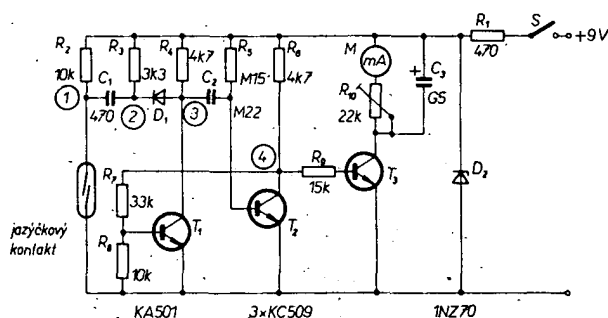 R₂ R₃ R₄ R₅ R₆ M C₃ R₁ S +9V
10k 3k3 4k7 M15 4k7 mA + G5 470
① C₁ ② D₁ ③ C₂ M22 R₁₀ 22k
470
④
R₇ R₉ T₃ D₂
33k 15k
jazýčkový T₁ T₂
kontakt
R₈
10k
KA501 3×KC509 1NZ70